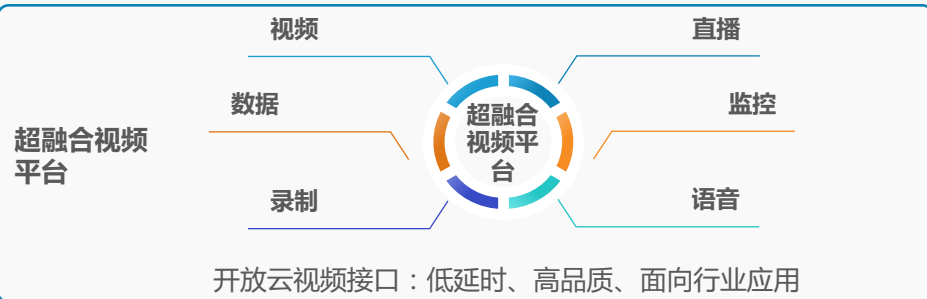 视频
直播
数据
监控
超融合视频
平台
超融合
视频平
台
录制
语音
开放云视频接口：低延时、高品质、面向行业应用